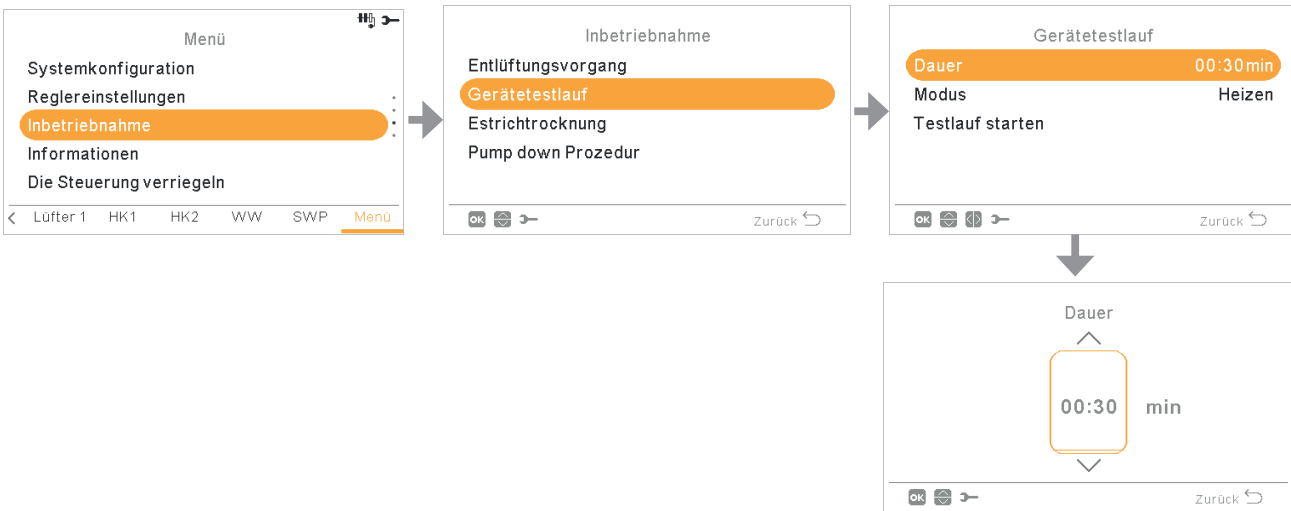 Menü
Systemkonfiguration
Reglereinstellungen
Inbetriebnahme
Informationen
Die Steuerung verriegeln
< Lüfter 1 HK1 HK2 WW SWP Menü
Inbetriebnahme
Entlüftungsvorgang
Gerätetestlauf
Estrichtrocknung
Pump down Prozedur
OK Zurück
Gerätetestlauf
Dauer 00:30min
Modus Heizen
Testlauf starten
OK Zurück
Dauer
00:30 min
OK Zurück